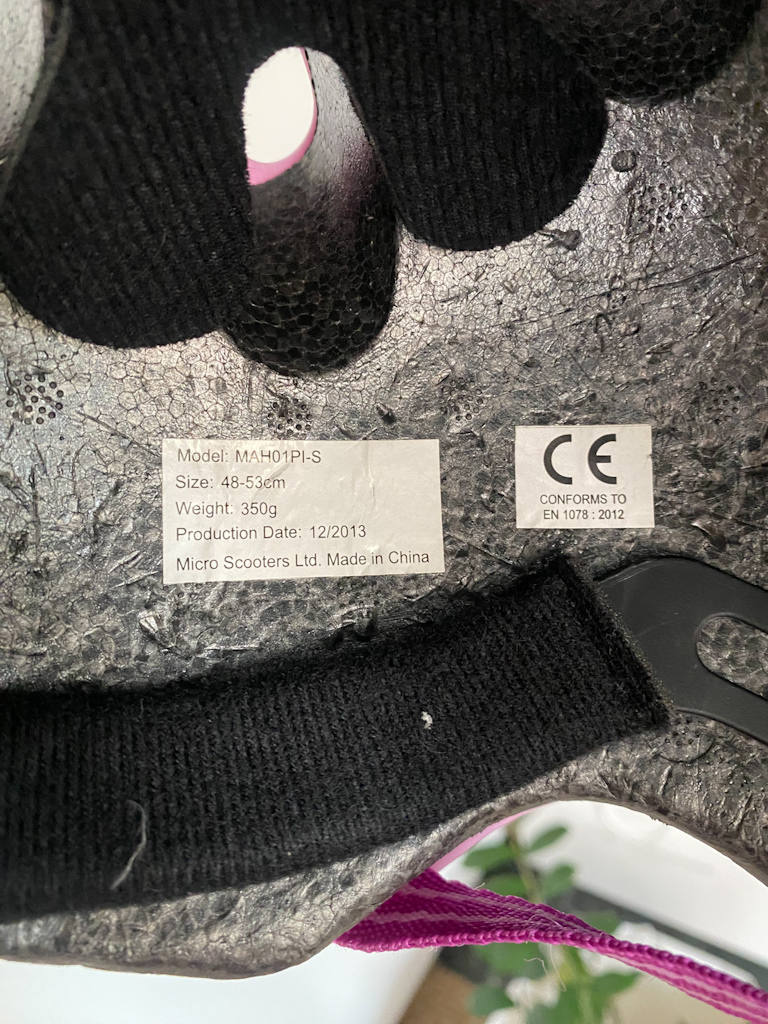 Model: MAH01PI-S
Size: 48-53cm
Weight: 350g
Production Date: 12/2013
Micro Scooters Ltd. Made in China
CE
CONFORMS TO
EN 1078 : 2012